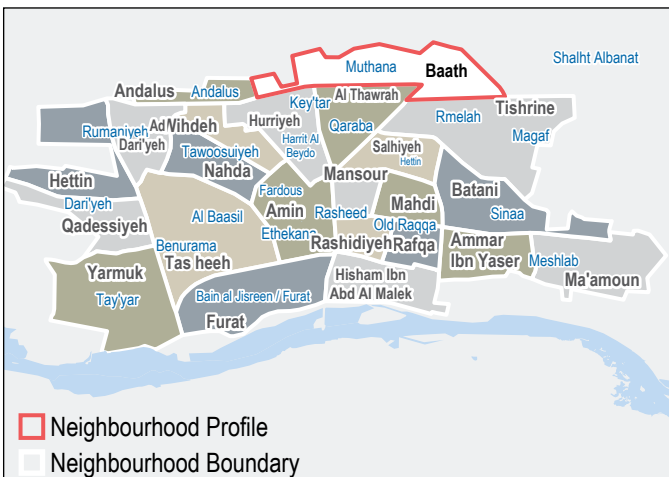 Muthana
Baath
Shalht Albanat
Andalus
Andalus
Key'tar
Al Thawrah
Tishrine
Rmelah
Magaf
Rumaniyeh
Wihdeh
Dari'yeh
Hurriyeh
Harrit Al
Beydo
Qaraba
Salhiyeh
Hettin
Tawoosuiyeh
Nahda
Mansour
Hettin
Dari'yeh
Qadessiyeh
Fardous
Amin
Ethekana
Rasheed
Mahdi
Old Raqqa
Batani
Sinaa
Al Baasil
Benurama
Tas heeh
Rashidiyeh
Rafqa
Ammar
Ibn Yaser
Meshlab
Ma'amoun
Yarmuk
Tay'yar
Bain al Jisreen / Furat
Furat
Hisham Ibn
Abd Al Malek
Neighbourhood Profile
Neighbourhood Boundary